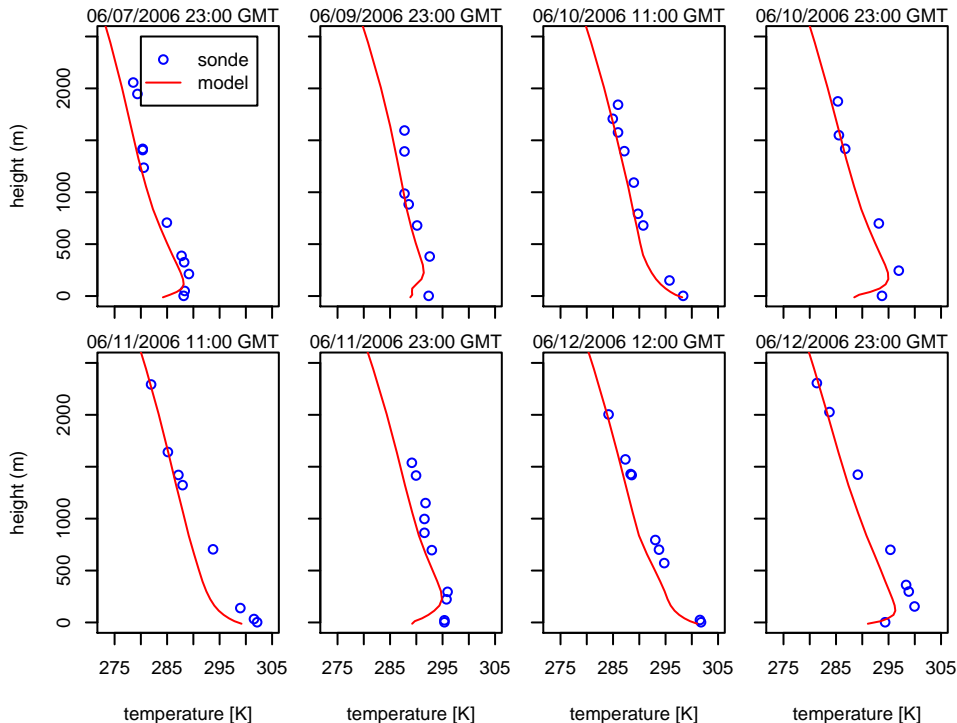 06/07/2006 23:00 GMT 06/09/2006 23:00 GMT 06/10/2006 11:00 GMT 06/10/2006 23:00 GMT
sonde
model
height (m)
0 500 1000 2000
06/11/2006 11:00 GMT 06/11/2006 23:00 GMT 06/12/2006 12:00 GMT 06/12/2006 23:00 GMT
height (m)
0 500 1000 2000
275 285 295 305 275 285 295 305 275 285 295 305 275 285 295 305
temperature [K] temperature [K] temperature [K] temperature [K]